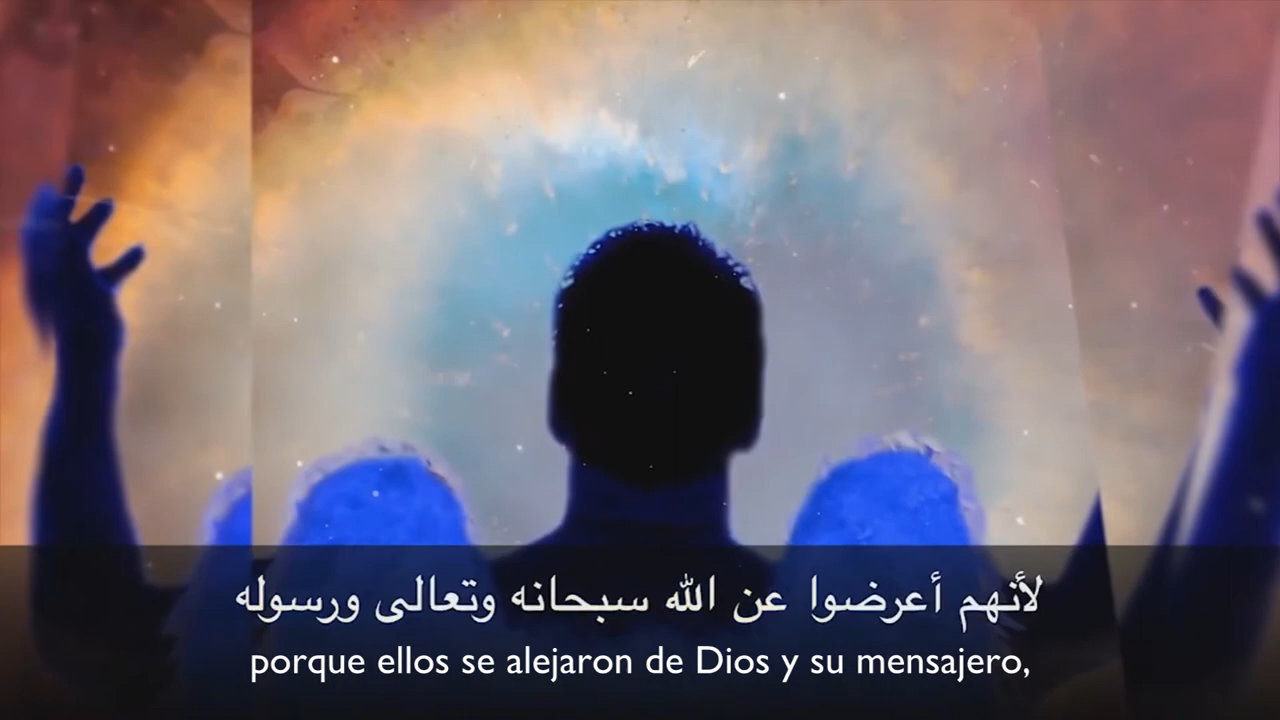 لأنهم أعرضوا عن الله سبحانه وتعالى ورسوله
porque ellos se alejaron de Dios y su mensajero,